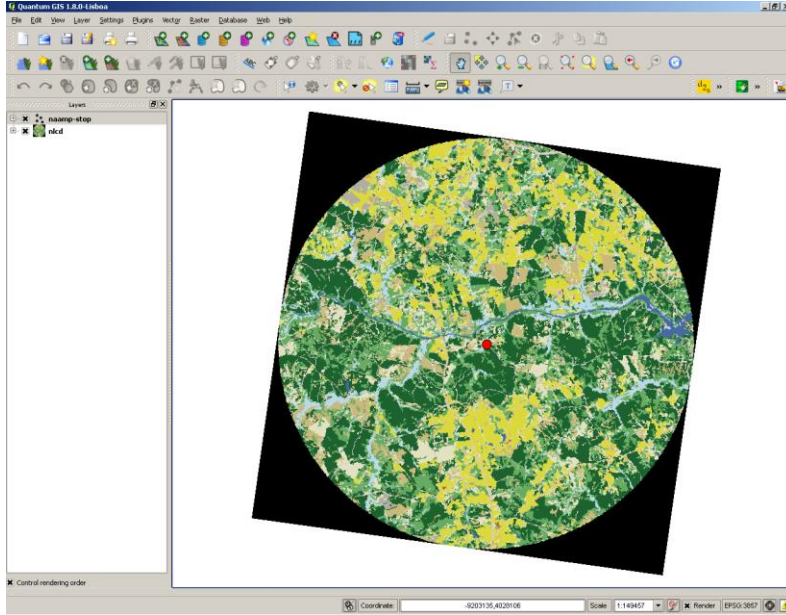 Quantum GIS 1.8.0-Lisboa
File Edit View Layer Settings Plugins Vector Raster Database Web Help
Layers
naamp-stop
nlcd
Control rendering order
Coordinate: -9203135,4028106 Scale 1:149457 Render EPSG:3857